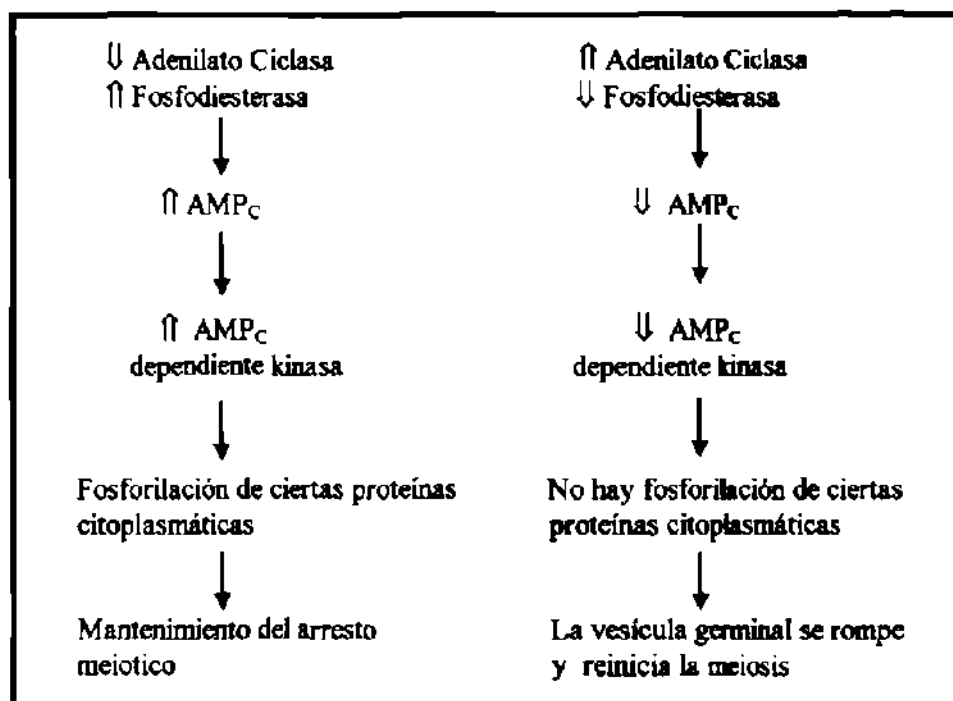 ⇓ Adenilato Ciclasa
⇑ Fosfodiesterasa
⇑ AMPC
⇑ AMPC
dependiente kinasa
Fosforilación de ciertas proteínas
citoplasmáticas
Mantenimiento del arresto
meiotico
⇑ Adenilato Ciclasa
⇓ Fosfodiesterasa
⇓ AMPC
⇓ AMPC
dependiente kinasa
No hay fosforilación de ciertas
proteínas citoplasmáticas
La vesícula germinal se rompe
y reinicia la meiosis